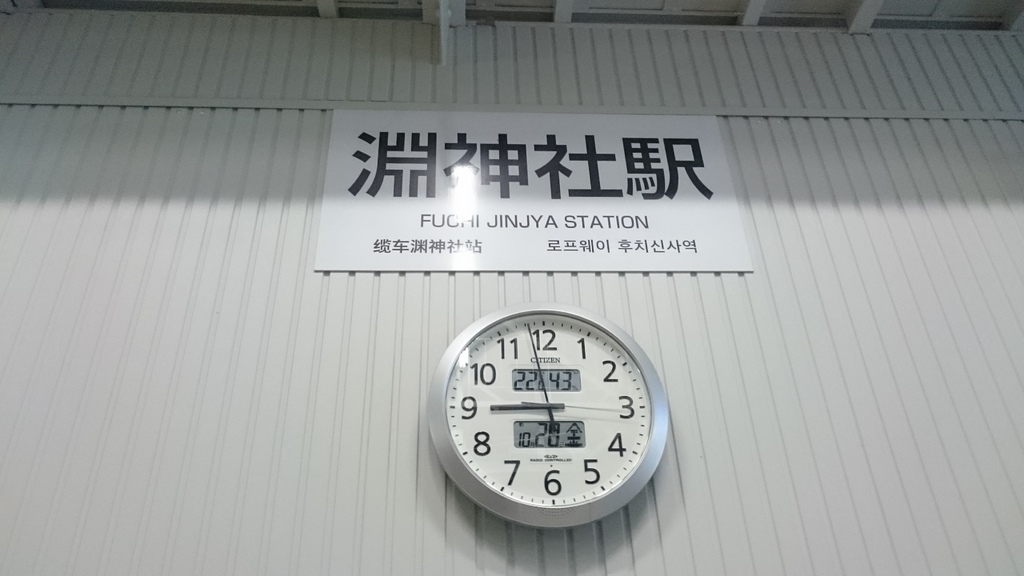 淵神社駅
FUCHI JINJYA STATION
缆车渊神社站 로프웨이 후치신사역
12
11 1
CITIZEN
10 2
9 3
10 20 金
8 4
RADIO CONTROLLED
7 5
6